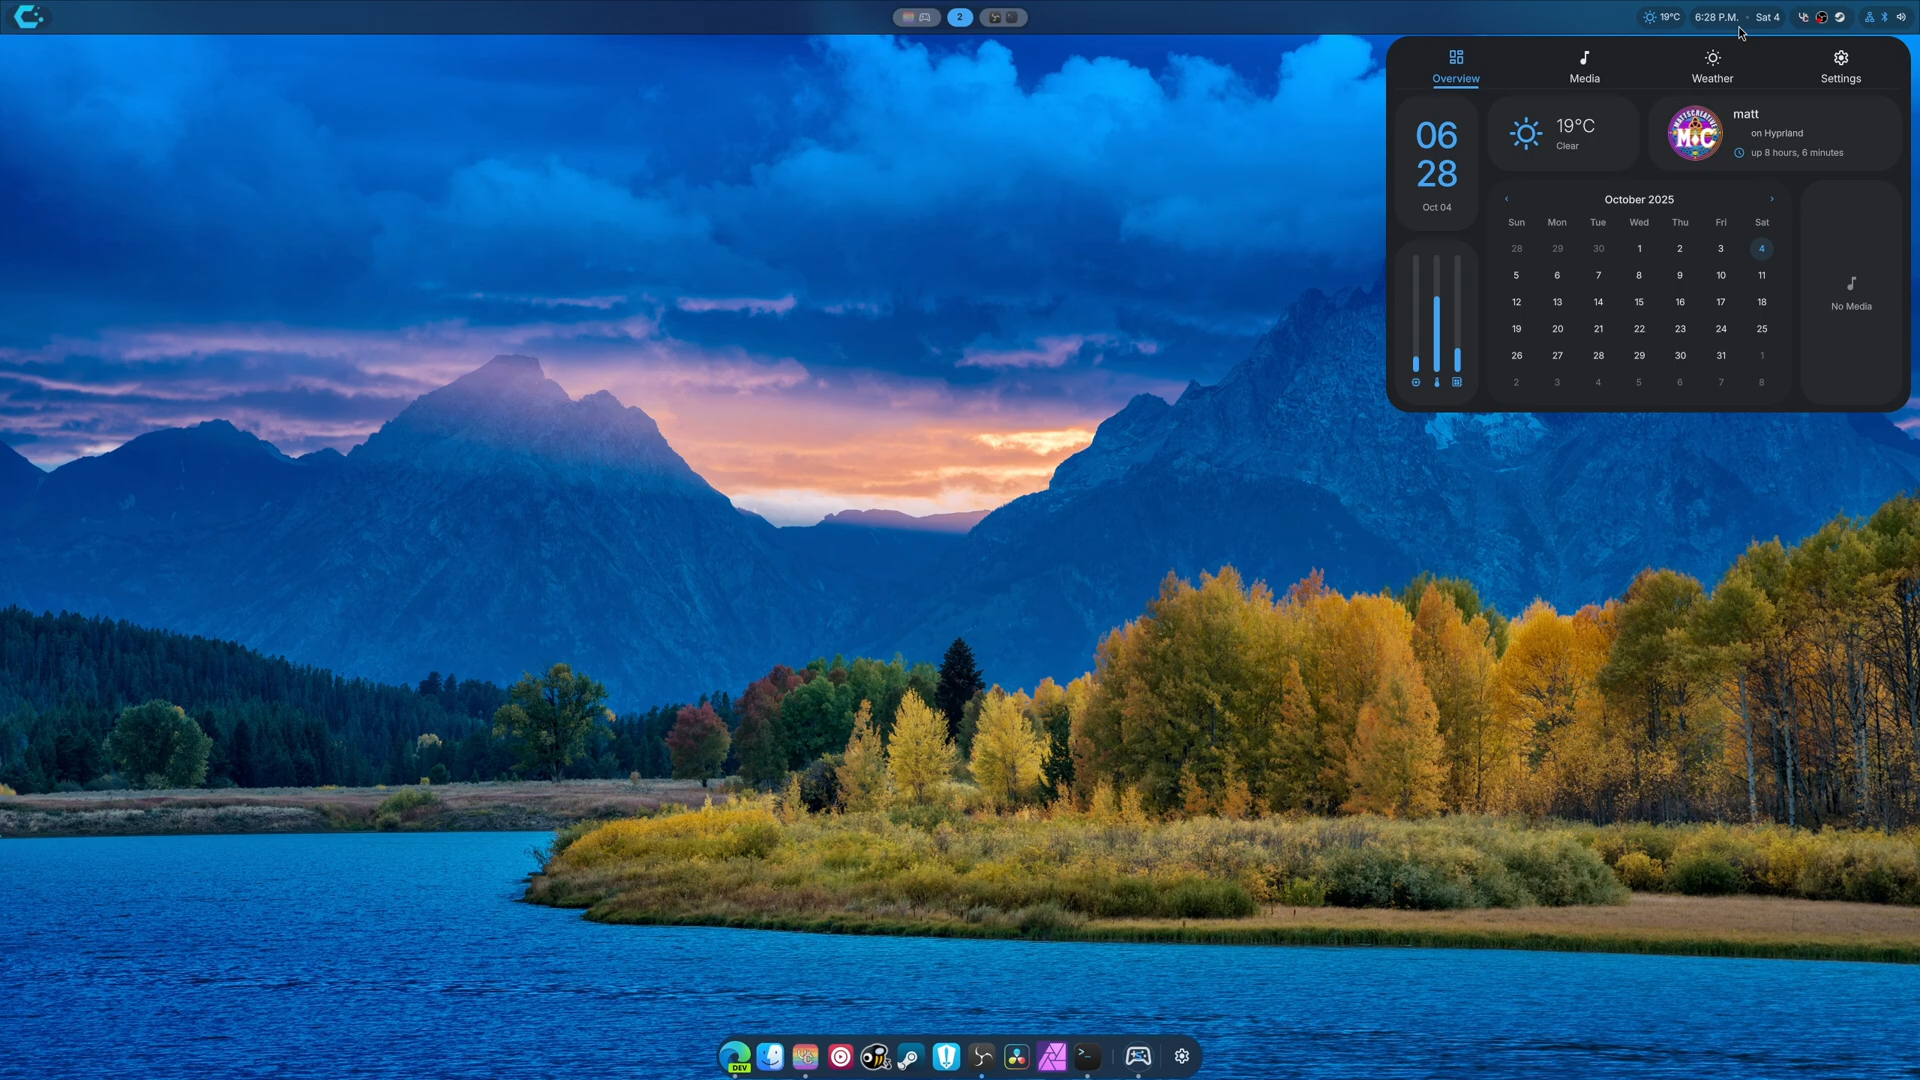 2
19°C
6:28 P.M. • Sat 4
Overview
Media
Weather
Settings
06
28
Oct 04
19°C
Clear
MATTSCREATIVE
M C
matt
on Hyprland
up 8 hours, 6 minutes
October 2025
Sun Mon Tue Wed Thu Fri Sat
28 29 30 1 2 3 4
5 6 7 8 9 10 11
12 13 14 15 16 17 18
19 20 21 22 23 24 25
26 27 28 29 30 31 1
2 3 4 5 6 7 8
No Media
DEV
>_